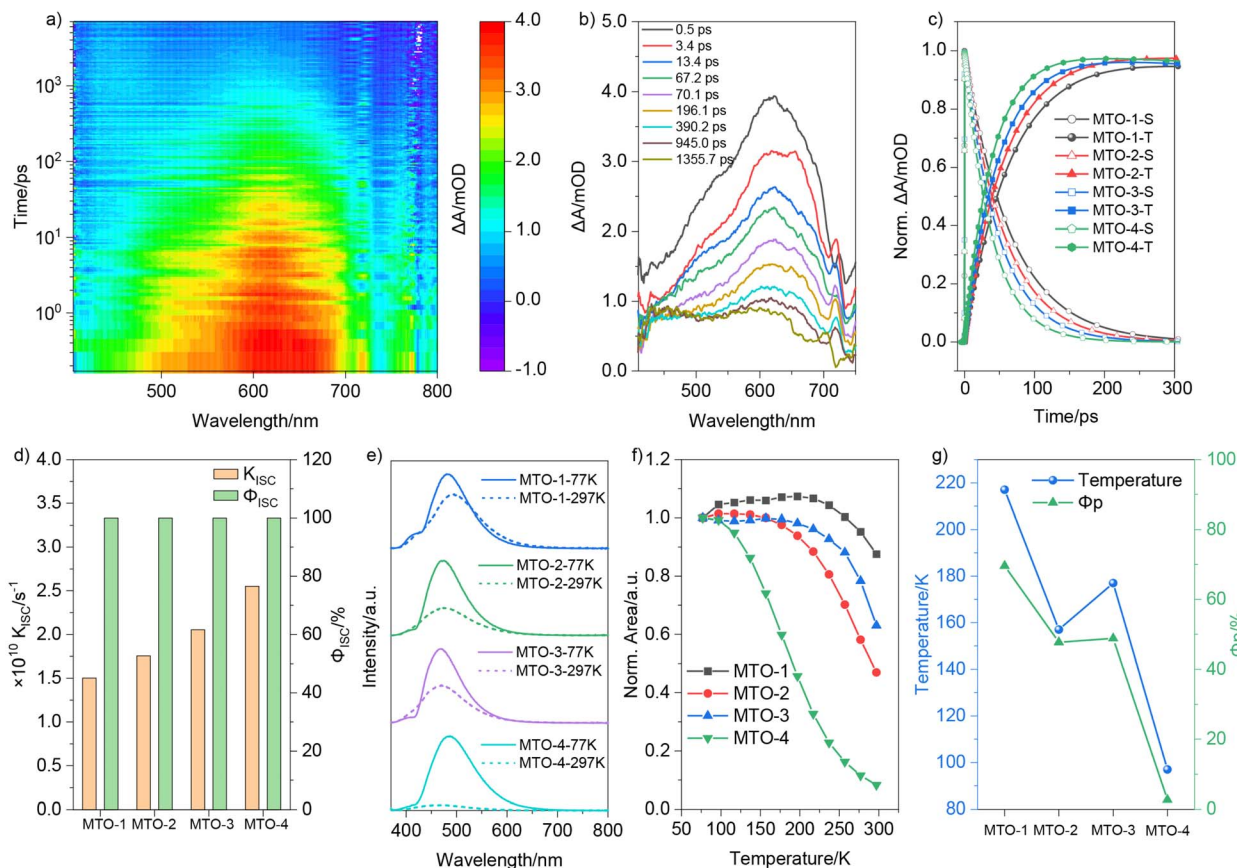 a)
Time/ps
10³
10²
10¹
10⁰
500 600 700 800
Wavelength/nm
4.0
3.0
2.0
1.0
0.0
-1.0
ΔA/mOD
b)
ΔA/mOD
5.0
4.0
3.0
2.0
1.0
0.0
0.5 ps
3.4 ps
13.4 ps
67.2 ps
70.1 ps
196.1 ps
390.2 ps
945.0 ps
1355.7 ps
500 600 700
Wavelength/nm
c)
Norm. ΔA/mOD
1.0
0.8
0.6
0.4
0.2
0.0
MTO-1-S
MTO-1-T
MTO-2-S
MTO-2-T
MTO-3-S
MTO-3-T
MTO-4-S
MTO-4-T
0 100 200 300
Time/ps
d)
×10¹⁰ K_ISC/s⁻¹
4.0
3.5
3.0
2.5
2.0
1.5
1.0
0.5
0.0
K_ISC
Φ_ISC
120
100
80
60
40
20
0
Φ_ISC/%
MTO-1 MTO-2 MTO-3 MTO-4
e)
Intensity/a.u.
MTO-1-77K
MTO-1-297K
MTO-2-77K
MTO-2-297K
MTO-3-77K
MTO-3-297K
MTO-4-77K
MTO-4-297K
400 500 600 700 800
Wavelength/nm
f)
Norm. Area/a.u.
1.2
1.0
0.8
0.6
0.4
0.2
0.0
MTO-1
MTO-2
MTO-3
MTO-4
50 100 150 200 250 300
Temperature/K
g)
Temperature/K
220
200
180
160
140
120
100
80
Temperature
Φp
100
80
60
40
20
0
Φp/%
MTO-1 MTO-2 MTO-3 MTO-4